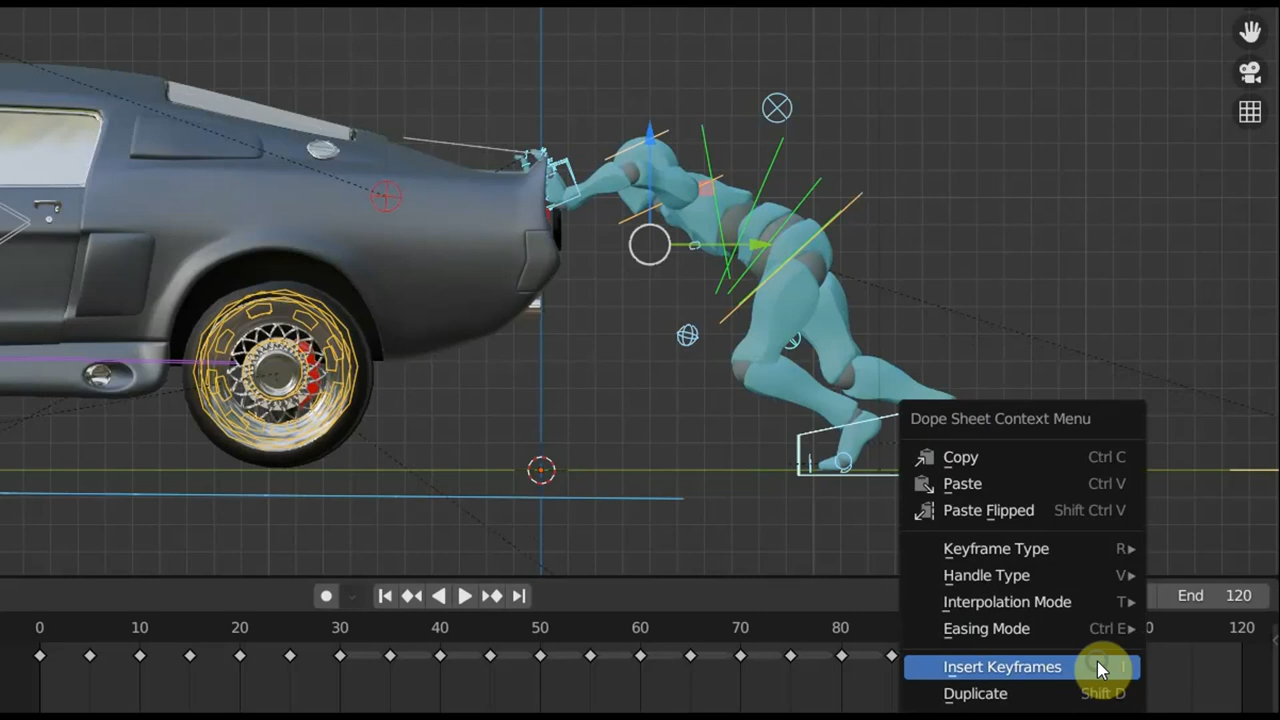 Dope Sheet Context Menu
Copy Ctrl C
Paste Ctrl V
Paste Flipped Shift Ctrl V
Keyframe Type R
Handle Type V
Interpolation Mode T
Easing Mode Ctrl E
Insert Keyframes I
Duplicate Shift D
End 120
0 10 20 30 40 50 60 70 80 0 120